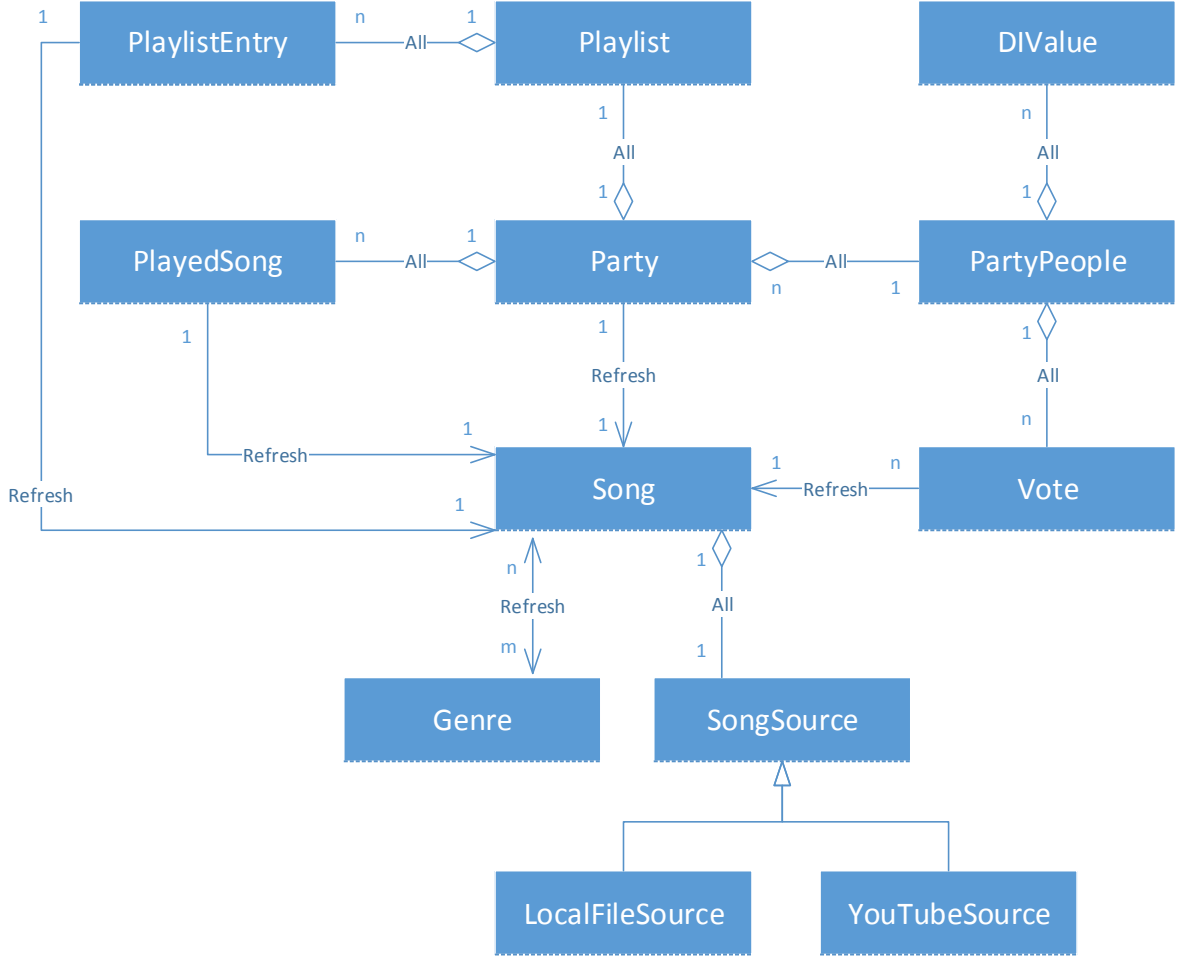 1
n
1
PlaylistEntry
All
Playlist
DIValue
1
n
All
All
1
1
n
1
PlayedSong
All
Party
All
PartyPeople
n
1
1
1
1
Refresh
All
1
1
n
Refresh
1
n
Refresh
1
Song
Refresh
Vote
n
1
Refresh
All
m
1
Genre
SongSource
LocalFileSource
YouTubeSource